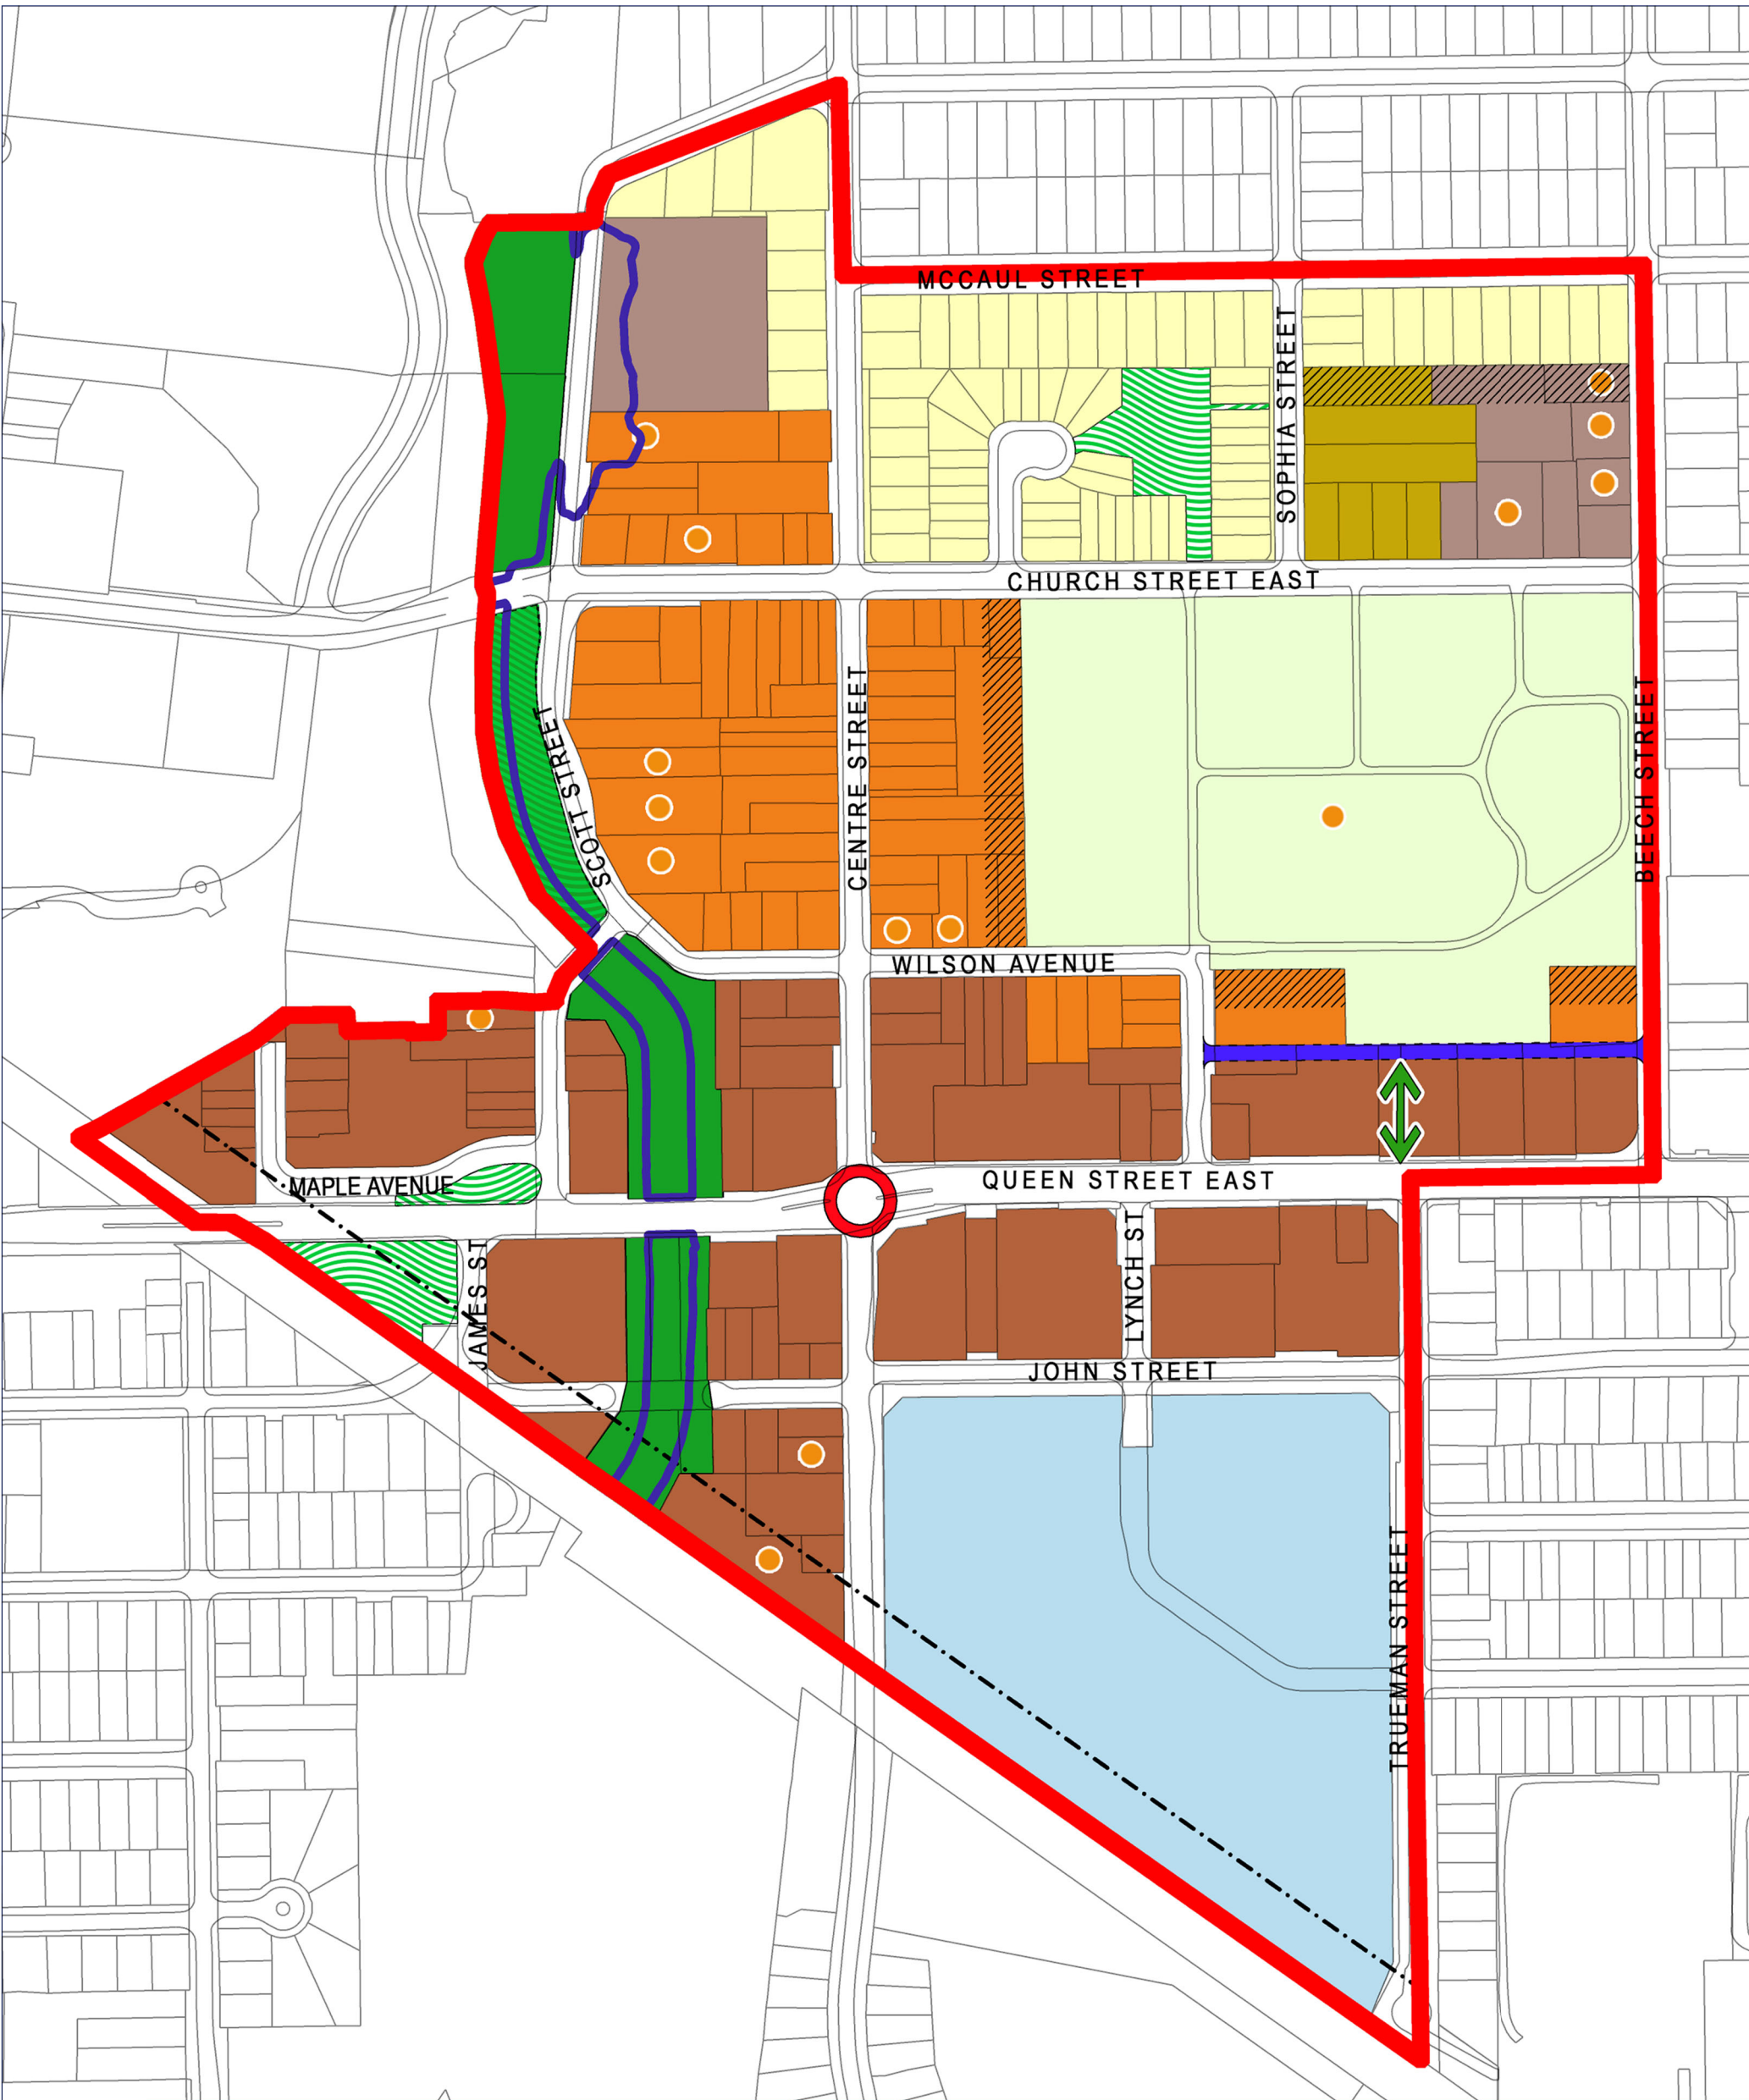 MCCAUL STREET
SOPHIA STREET
CHURCH STREET EAST
SCOTT STREET
CENTRE STREET
BEECH STREET
WILSON AVENUE
MAPLE AVENUE
QUEEN STREET EAST
JAMES ST
LYNCH ST
JOHN STREET
TRUEMAN STREET